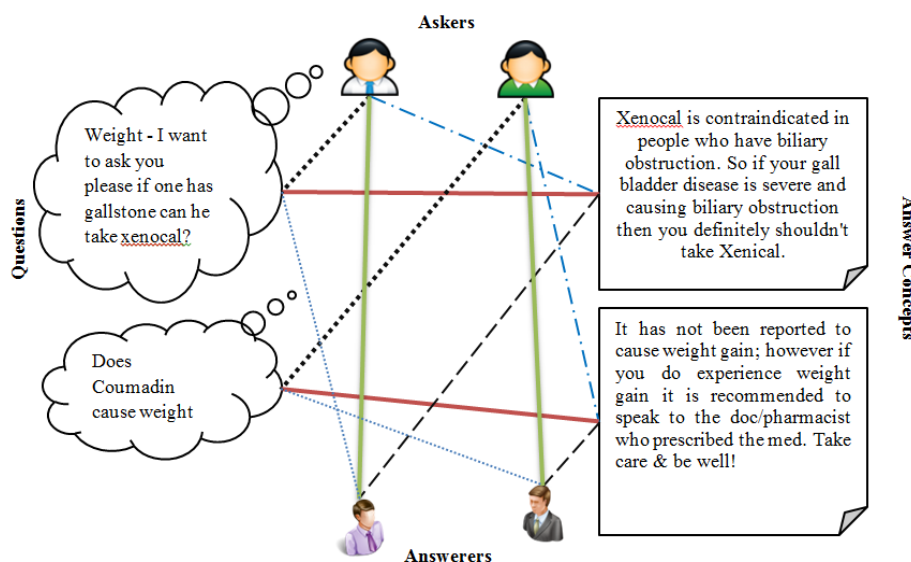 Askers
Questions
Weight - I want
to ask you
please if one has
gallstone can he
take xenocal?
Does
Coumadin
cause weight
Xenocal is contraindicated in
people who have biliary
obstruction. So if your gall
bladder disease is severe and
causing biliary obstruction
then you definitely shouldn't
take Xenical.
It has not been reported to
cause weight gain; however if
you do experience weight
gain it is recommended to
speak to the doc/pharmacist
who prescribed the med. Take
care & be well!
Answer Concepts
Answerers